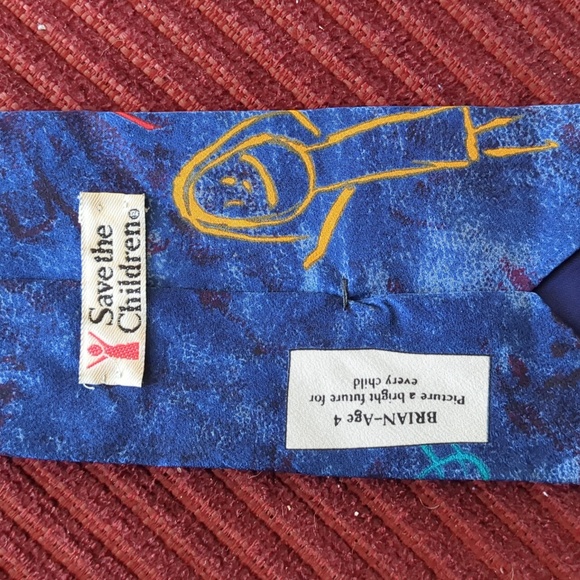 Save the
Children®
BRIAN–Age 4
Picture a bright future for
every child